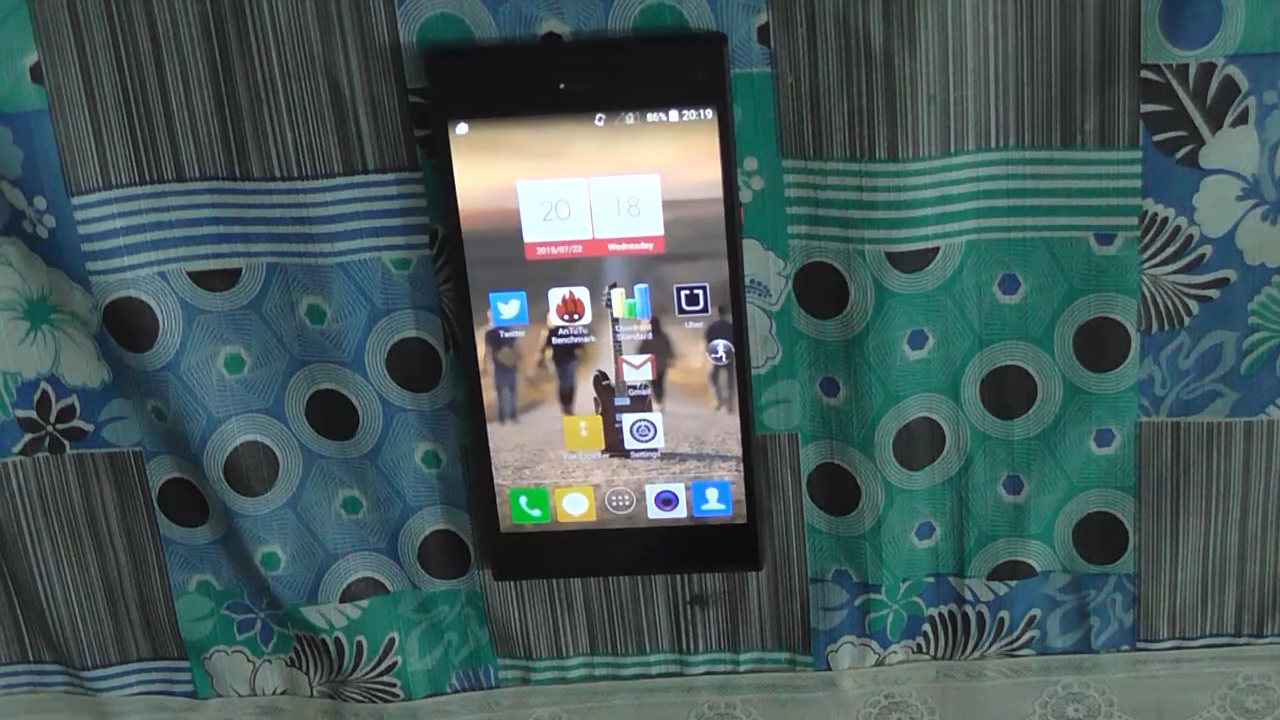 86% 20:19
20 18
2015/07/22 Wednesday
Twitter
AnTuTu
Benchmark
Quadrant
Standard
Uber
Gmail
Settings